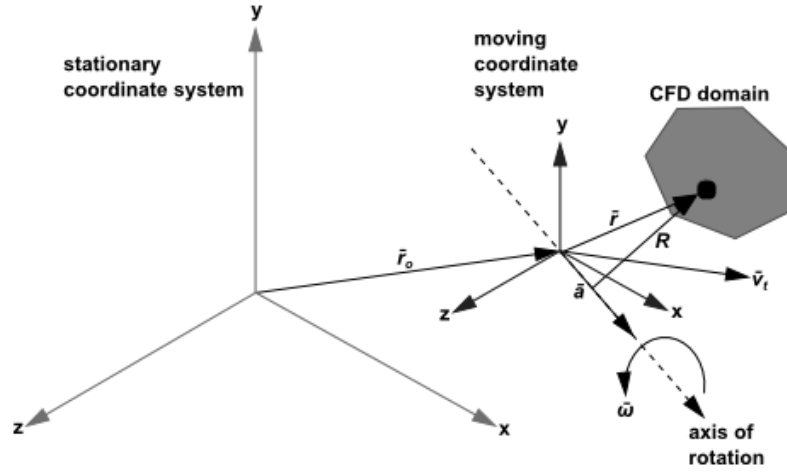 y
stationary
coordinate system
z
x
r̄ₒ
moving
coordinate
system
y
z
x
CFD domain
r̄
R
ā
v̄ₜ
ω̄
axis of
rotation